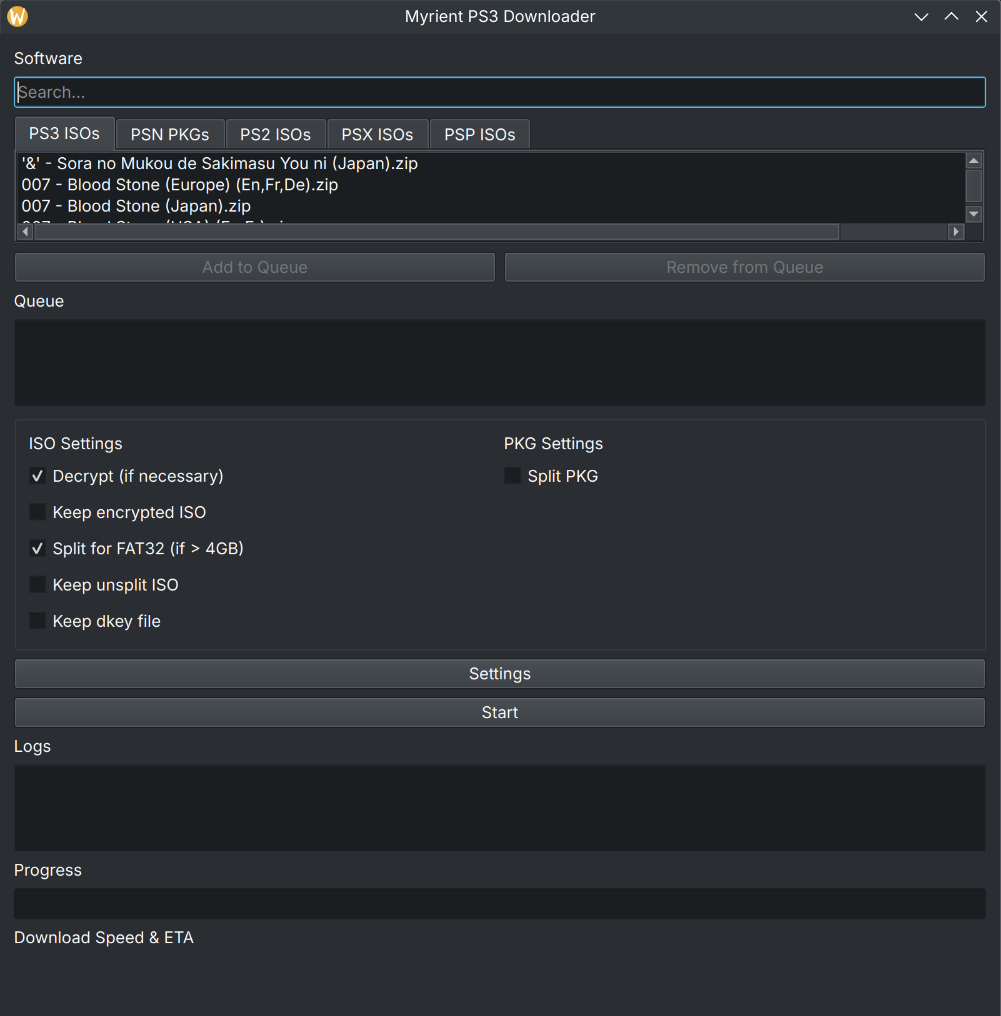 W Myrient PS3 Downloader
Software
Search...
PS3 ISOs PSN PKGs PS2 ISOs PSX ISOs PSP ISOs
'&' - Sora no Mukou de Sakimasu You ni (Japan).zip
007 - Blood Stone (Europe) (En,Fr,De).zip
007 - Blood Stone (Japan).zip
Add to Queue Remove from Queue
Queue
ISO Settings PKG Settings
Decrypt (if necessary) Split PKG
Keep encrypted ISO
Split for FAT32 (if > 4GB)
Keep unsplit ISO
Keep dkey file
Settings
Start
Logs
Progress
Download Speed & ETA